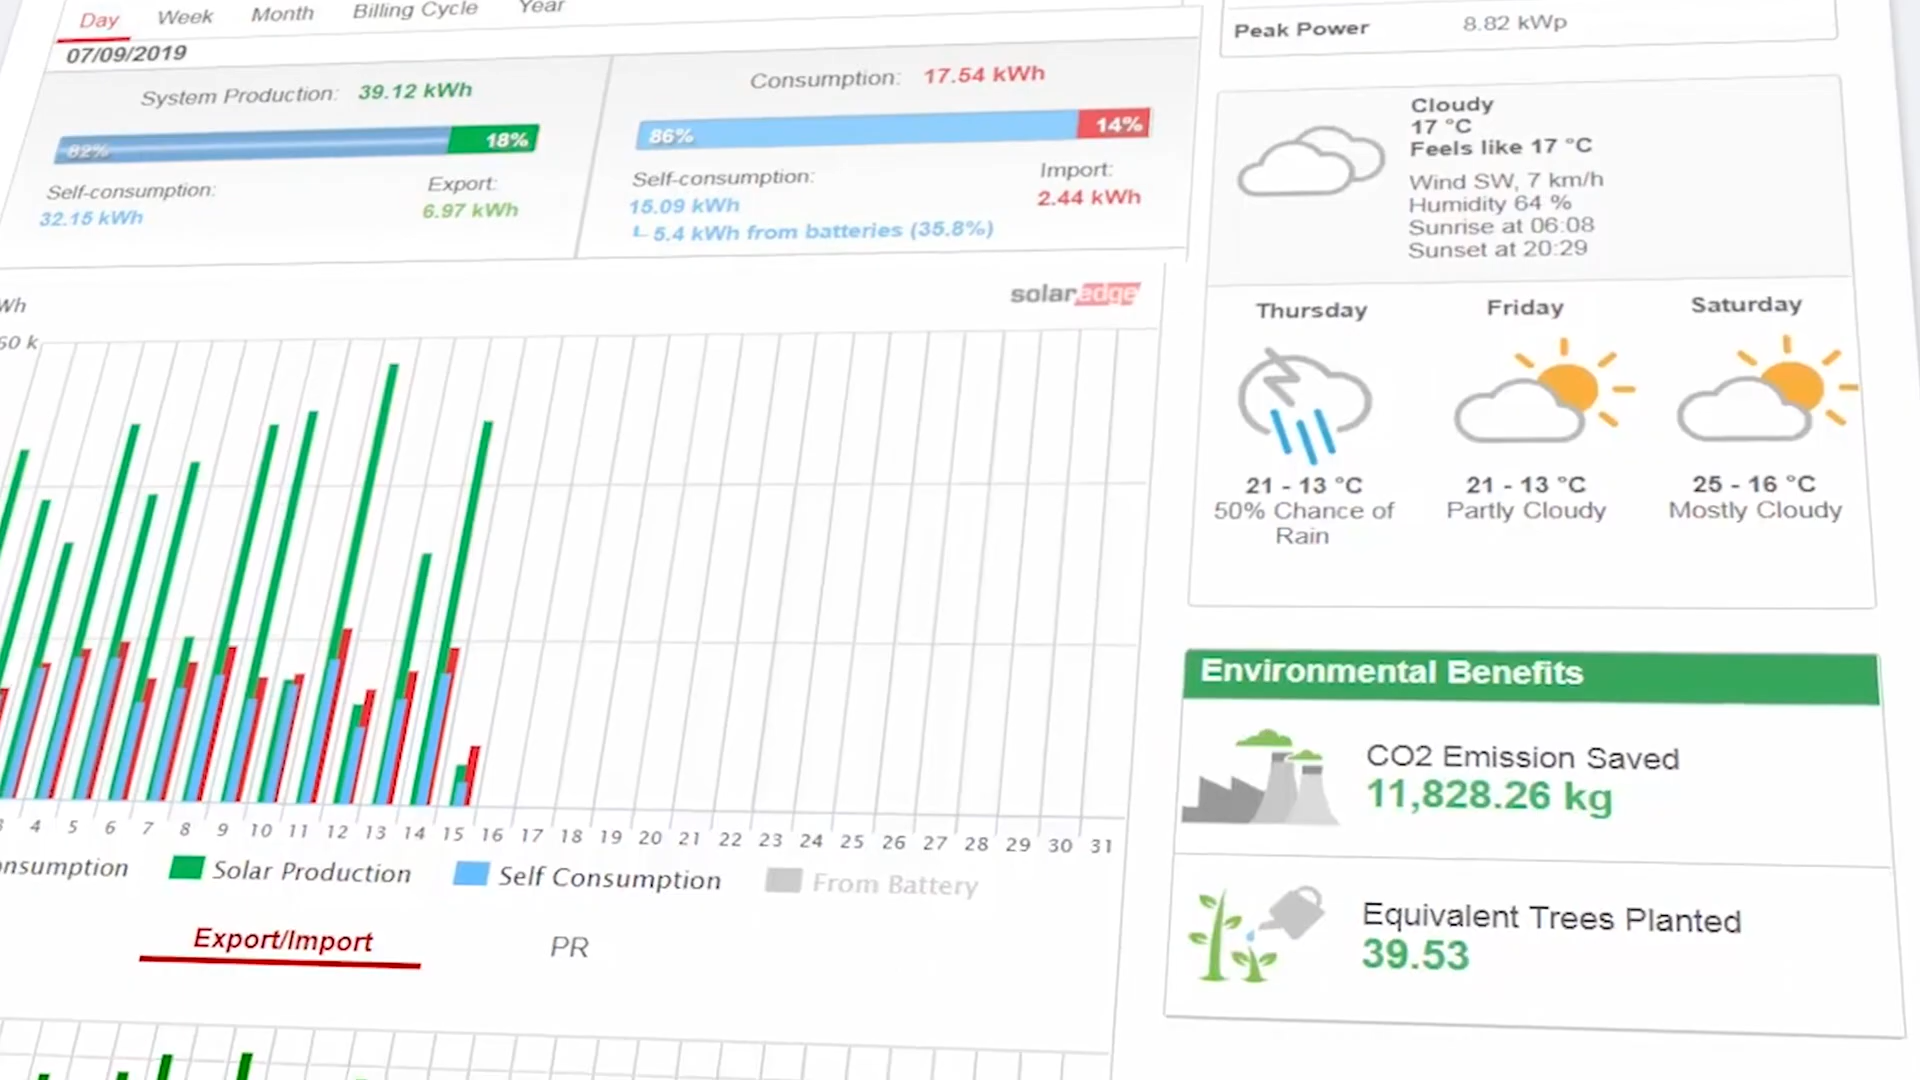 Day Week Month Billing Cycle Year
07/09/2019
System Production: 39.12 kWh
82% 18%
Self-consumption: Export:
32.15 kWh 6.97 kWh
Consumption: 17.54 kWh
86% 14%
Self-consumption: Import:
15.09 kWh 2.44 kWh
5.4 kWh from batteries (35.8%)
Wh
solaredge
60 k
4 5 6 7 8 9 10 11 12 13 14 15 16 17 18 19 20 21 22 23 24 25 26 27 28 29 30 31
nsumption Solar Production Self Consumption From Battery
Export/Import PR
Peak Power 8.82 kWp
Cloudy
17 °C
Feels like 17 °C
Wind SW, 7 km/h
Humidity 64 %
Sunrise at 06:08
Sunset at 20:29
Thursday Friday Saturday
21 - 13 °C 21 - 13 °C 25 - 16 °C
50% Chance of Partly Cloudy Mostly Cloudy
Rain
Environmental Benefits
CO2 Emission Saved
11,828.26 kg
Equivalent Trees Planted
39.53